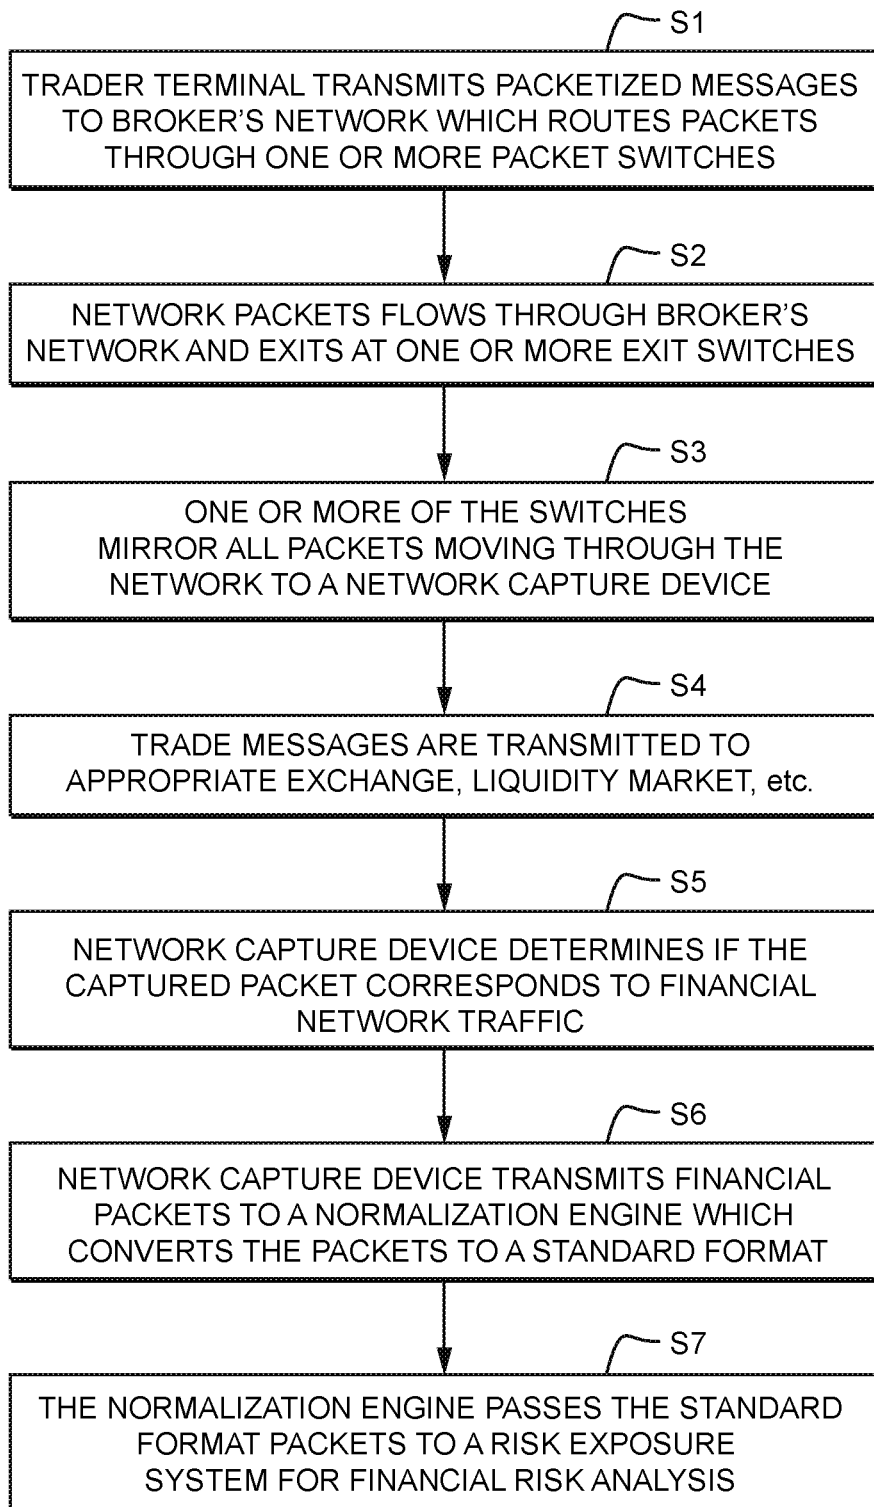 S1
TRADER TERMINAL TRANSMITS PACKETIZED MESSAGES
TO BROKER'S NETWORK WHICH ROUTES PACKETS
THROUGH ONE OR MORE PACKET SWITCHES
S2
NETWORK PACKETS FLOWS THROUGH BROKER'S
NETWORK AND EXITS AT ONE OR MORE EXIT SWITCHES
S3
ONE OR MORE OF THE SWITCHES
MIRROR ALL PACKETS MOVING THROUGH THE
NETWORK TO A NETWORK CAPTURE DEVICE
S4
TRADE MESSAGES ARE TRANSMITTED TO
APPROPRIATE EXCHANGE, LIQUIDITY MARKET, etc.
S5
NETWORK CAPTURE DEVICE DETERMINES IF THE
CAPTURED PACKET CORRESPONDS TO FINANCIAL
NETWORK TRAFFIC
S6
NETWORK CAPTURE DEVICE TRANSMITS FINANCIAL
PACKETS TO A NORMALIZATION ENGINE WHICH
CONVERTS THE PACKETS TO A STANDARD FORMAT
S7
THE NORMALIZATION ENGINE PASSES THE STANDARD
FORMAT PACKETS TO A RISK EXPOSURE
SYSTEM FOR FINANCIAL RISK ANALYSIS